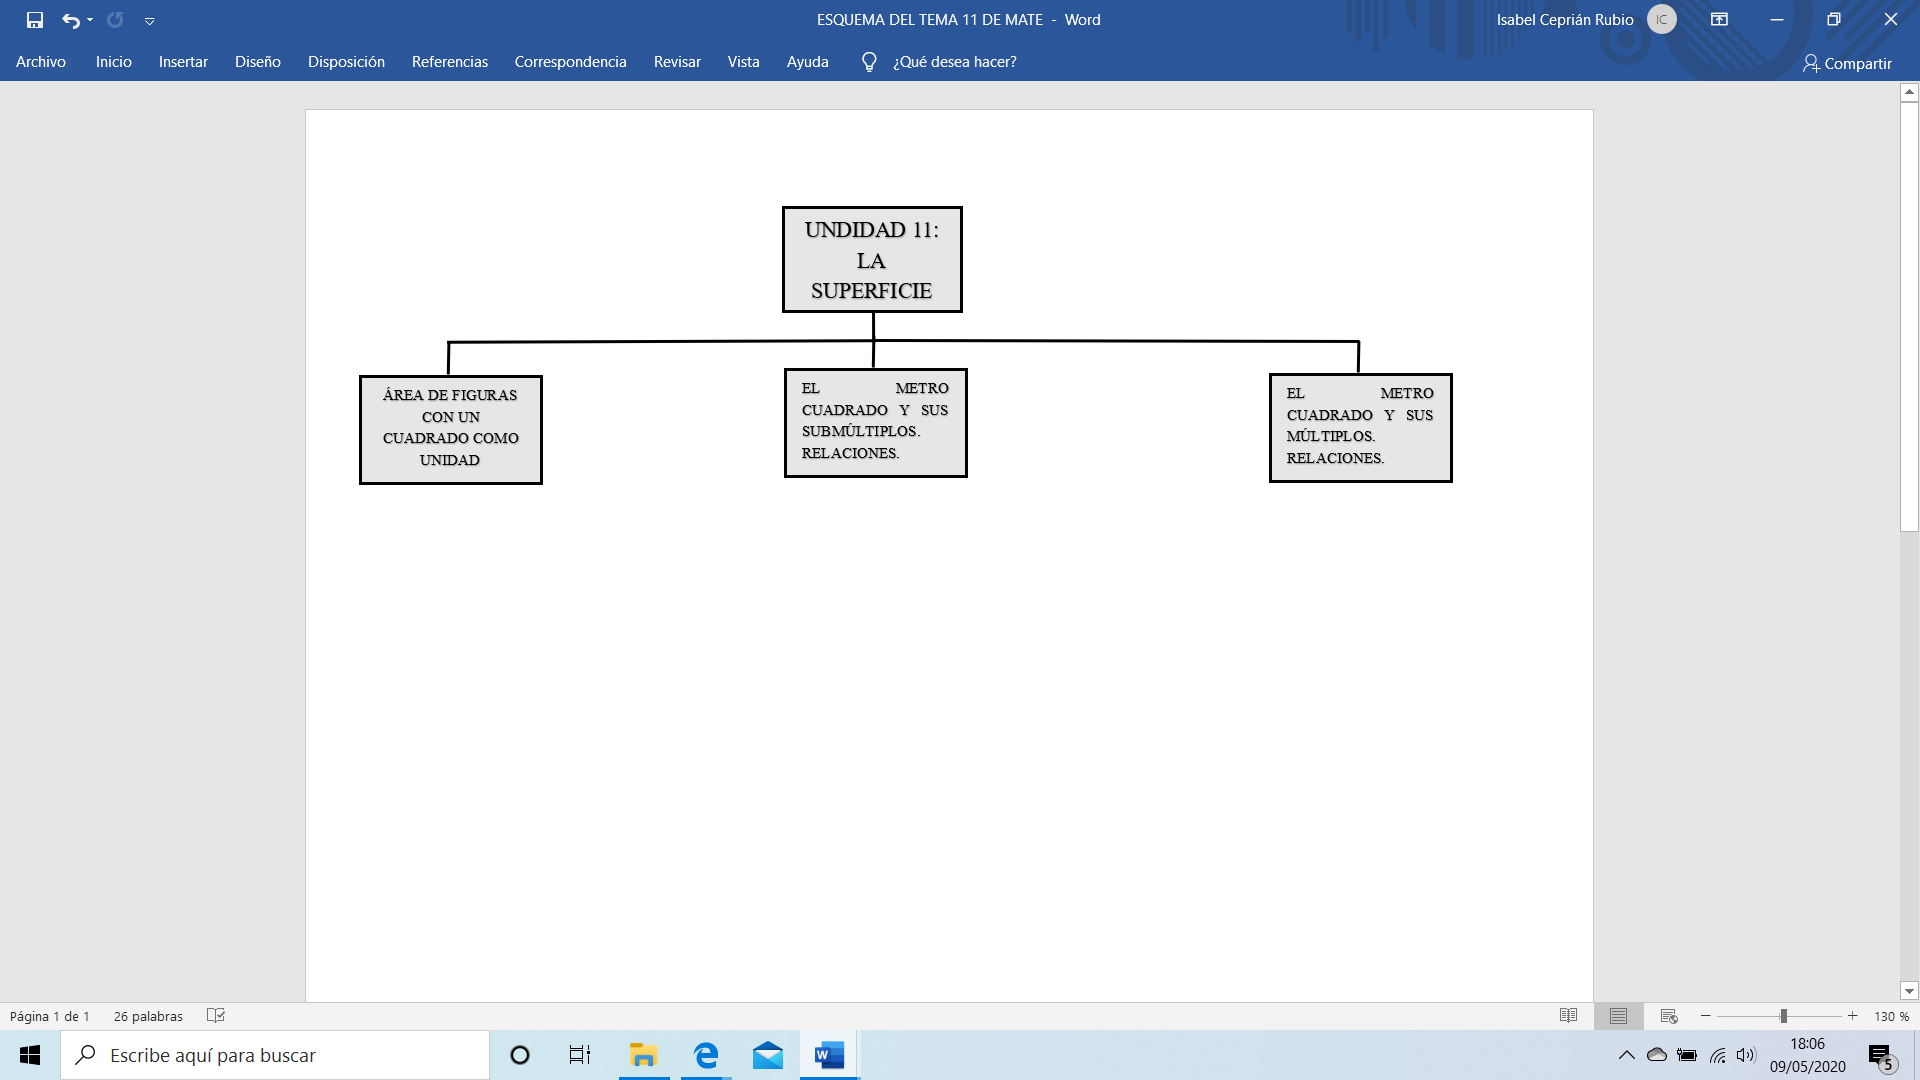 ESQUEMA DEL TEMA 11 DE MATE - Word
Isabel Ceprián Rubio
IC
Archivo
Inicio
Insertar
Diseño
Disposición
Referencias
Correspondencia
Revisar
Vista
Ayuda
¿Qué desea hacer?
Compartir
UNDIDAD 11:
LA
SUPERFICIE
ÁREA DE FIGURAS
CON UN
CUADRADO COMO
UNIDAD
EL METRO
CUADRADO Y SUS
SUBMÚLTIPLOS.
RELACIONES.
EL METRO
CUADRADO Y SUS
MÚLTIPLOS.
RELACIONES.
Página 1 de 1
26 palabras
130 %
Escribe aquí para buscar
18:06
09/05/2020
5